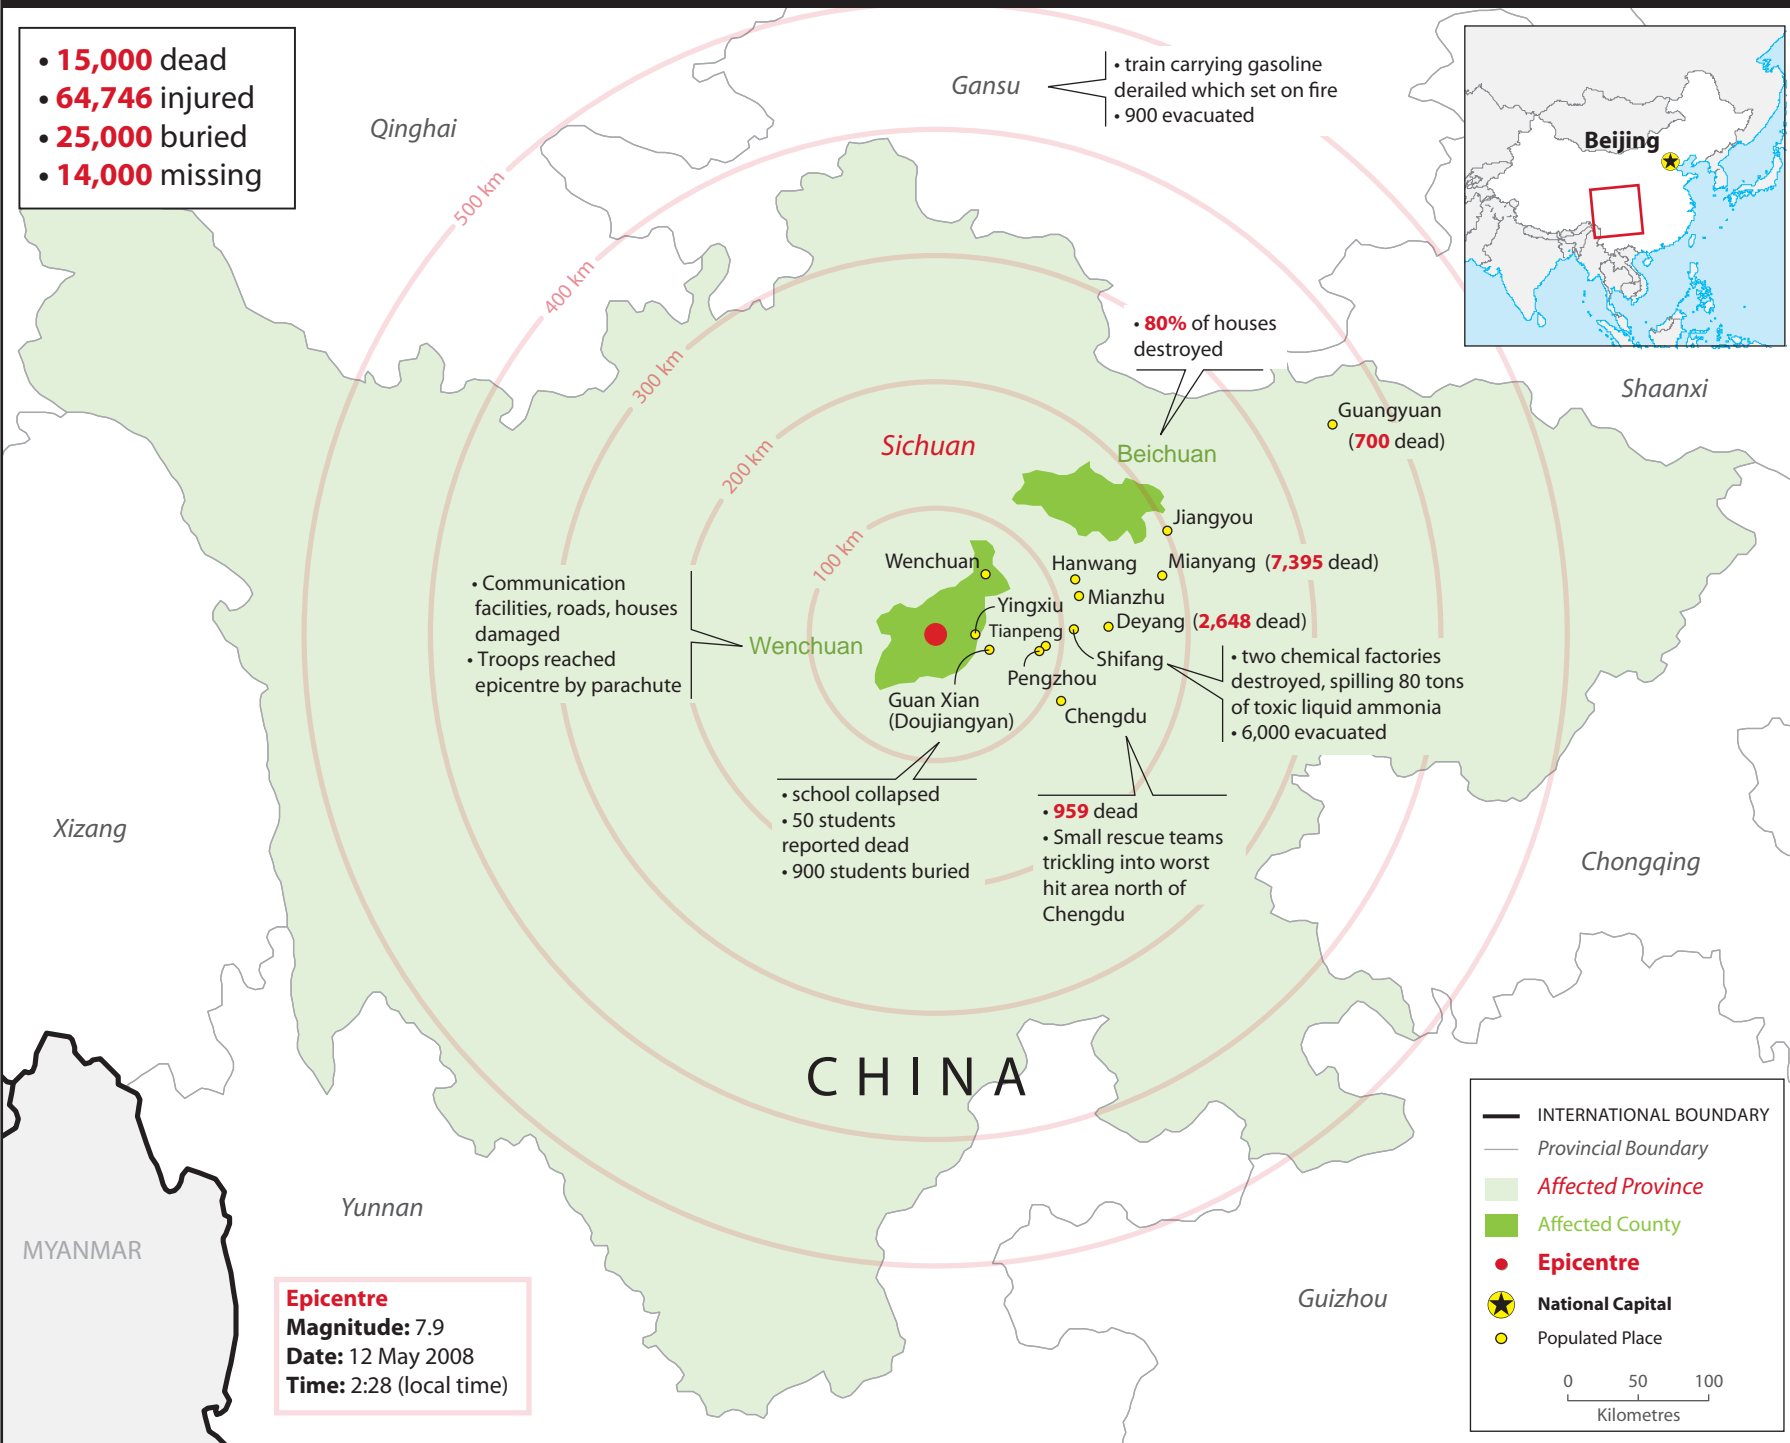 • 15,000 dead
• 64,746 injured
• 25,000 buried
• 14,000 missing
Qinghai
Gansu
• train carrying gasoline
derailed which set on fire
• 900 evacuated
Beijing
500 km
400 km
300 km
200 km
100 km
• 80% of houses
destroyed
Shaanxi
Guangyuan
(700 dead)
Sichuan
Beichuan
Jiangyou
Wenchuan
Hanwang
Mianyang (7,395 dead)
• Communication
facilities, roads, houses
damaged
• Troops reached
epicentre by parachute
Wenchuan
Yingxiu
Mianzhu
Tianpeng
Deyang (2,648 dead)
Shifang
Pengzhou
• two chemical factories
destroyed, spilling 80 tons
of toxic liquid ammonia
• 6,000 evacuated
Guan Xian
(Doujiangyan)
Chengdu
• school collapsed
• 50 students
reported dead
• 900 students buried
• 959 dead
• Small rescue teams
trickling into worst
hit area north of
Chengdu
Xizang
Chongqing
CHINA
Yunnan
MYANMAR
Guizhou
Epicentre
Magnitude: 7.9
Date: 12 May 2008
Time: 2:28 (local time)
INTERNATIONAL BOUNDARY
Provincial Boundary
Affected Province
Affected County
Epicentre
National Capital
Populated Place
0 50 100
Kilometres